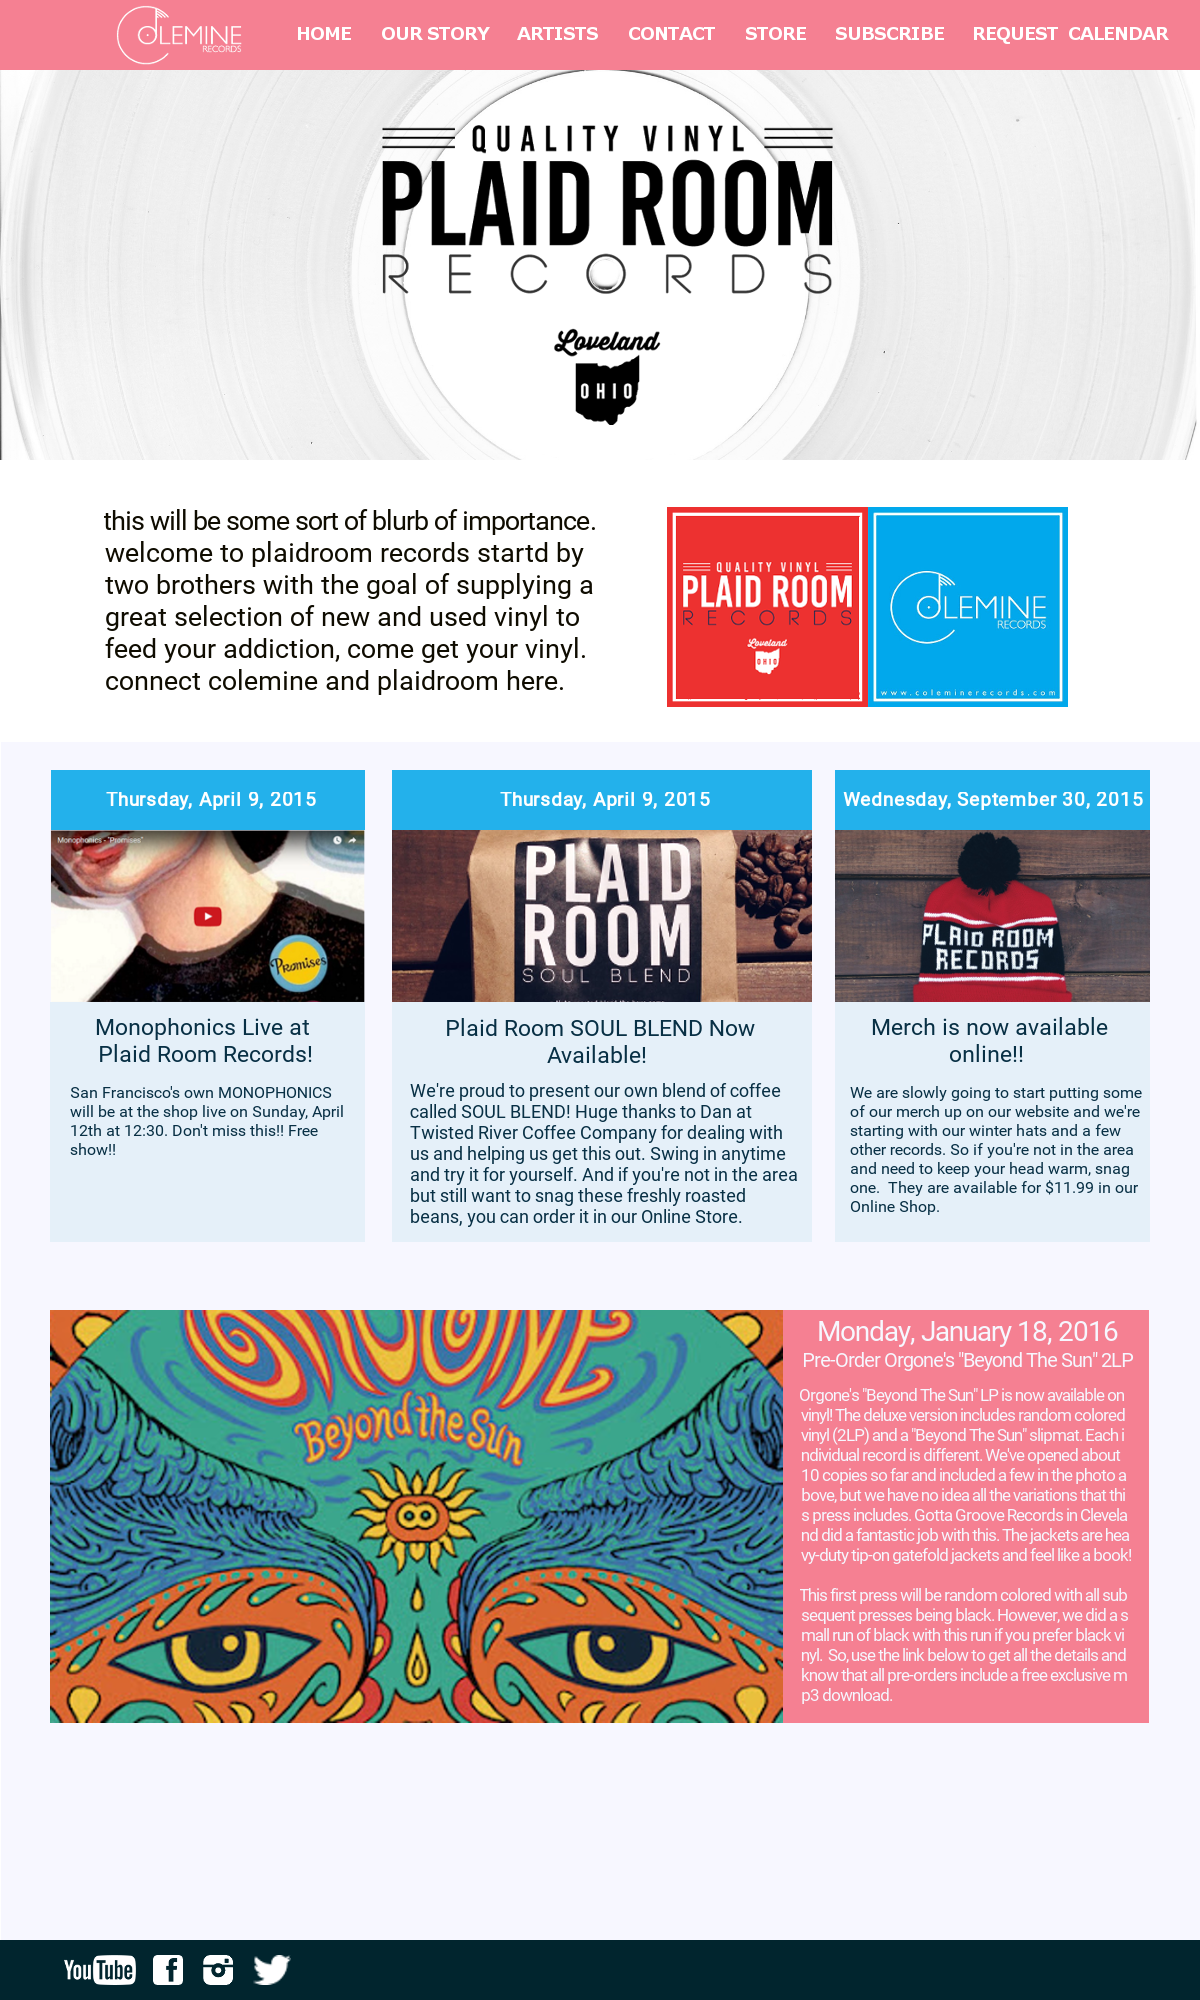 COLEMINE
RECORDS
HOME OUR STORY ARTISTS CONTACT STORE SUBSCRIBE REQUEST CALENDAR
QUALITY VINYL
PLAID ROOM
RECORDS
Loveland
OHIO
this will be some sort of blurb of importance.
welcome to plaidroom records startd by
two brothers with the goal of supplying a
great selection of new and used vinyl to
feed your addiction, come get your vinyl.
connect colemine and plaidroom here.
QUALITY VINYL
PLAID ROOM
RECORDS
Loveland
OHIO
COLEMINE
RECORDS
www.coleminerecords.com
Thursday, April 9, 2015
Monophonics - "Promises"
Promises
Monophonics Live at
Plaid Room Records!
San Francisco's own MONOPHONICS
will be at the shop live on Sunday, April
12th at 12:30. Don't miss this!! Free
show!!
Thursday, April 9, 2015
PLAID
ROOM
SOUL BLEND
Plaid Room SOUL BLEND Now
Available!
We're proud to present our own blend of coffee
called SOUL BLEND! Huge thanks to Dan at
Twisted River Coffee Company for dealing with
us and helping us get this out. Swing in anytime
and try it for yourself. And if you're not in the area
but still want to snag these freshly roasted
beans, you can order it in our Online Store.
Wednesday, September 30, 2015
PLAID ROOM
RECORDS
Merch is now available
online!!
We are slowly going to start putting some
of our merch up on our website and we're
starting with our winter hats and a few
other records. So if you're not in the area
and need to keep your head warm, snag
one.  They are available for $11.99 in our
Online Shop.
ORGONE
Beyond the Sun
Monday, January 18, 2016
Pre-Order Orgone's "Beyond The Sun" 2LP
Orgone's "Beyond The Sun" LP is now available on
vinyl! The deluxe version includes random colored
vinyl (2LP) and a "Beyond The Sun" slipmat. Each i
ndividual record is different. We've opened about
10 copies so far and included a few in the photo a
bove, but we have no idea all the variations that thi
s press includes. Gotta Groove Records in Clevela
nd did a fantastic job with this. The jackets are hea
vy-duty tip-on gatefold jackets and feel like a book!
This first press will be random colored with all sub
sequent presses being black. However, we did a s
mall run of black with this run if you prefer black vi
nyl.  So, use the link below to get all the details and
know that all pre-orders include a free exclusive m
p3 download.
YouTube